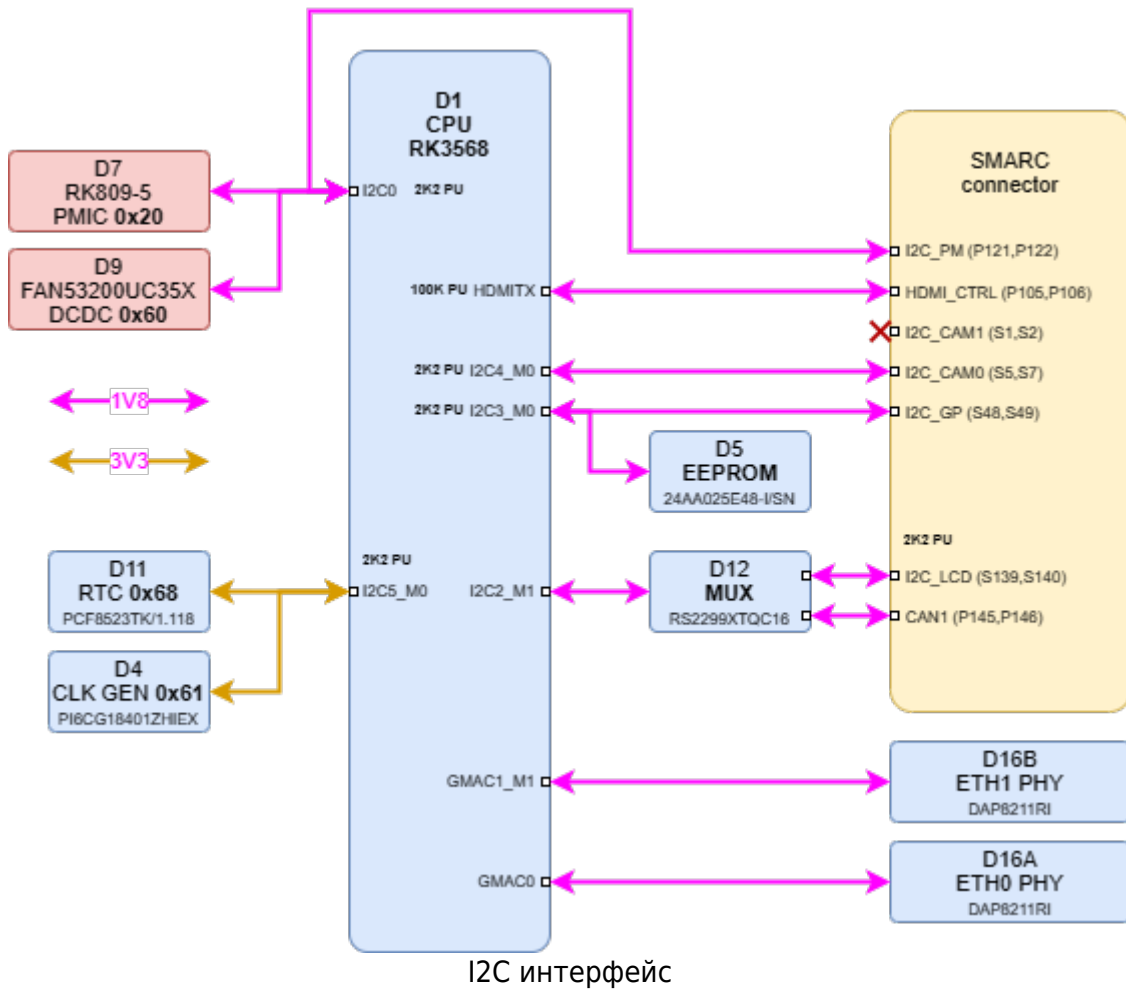 D1
CPU
RK3568
D7
RK809-5
PMIC 0x20
I2C0
2K2 PU
D9
FAN53200UC35X
DCDC 0x60
SMARC
connector
I2C_PM (P121,P122)
100K PU HDMITX
HDMI_CTRL (P105,P106)
I2C_CAM1 (S1,S2)
2K2 PU I2C4_M0
I2C_CAM0 (S5,S7)
2K2 PU I2C3_M0
I2C_GP (S48,S49)
1V8
3V3
D5
EEPROM
24AA025E48-I/SN
D11
RTC 0x68
PCF8523TK/1.118
2K2 PU
I2C5_M0
I2C2_M1
D12
MUX
RS2299XTQC16
2K2 PU
I2C_LCD (S139,S140)
CAN1 (P145,P146)
D4
CLK GEN 0x61
PI6CG18401ZHIEX
GMAC1_M1
D16B
ETH1 PHY
DAP8211RI
GMAC0
D16A
ETH0 PHY
DAP8211RI
I2C интерфейс